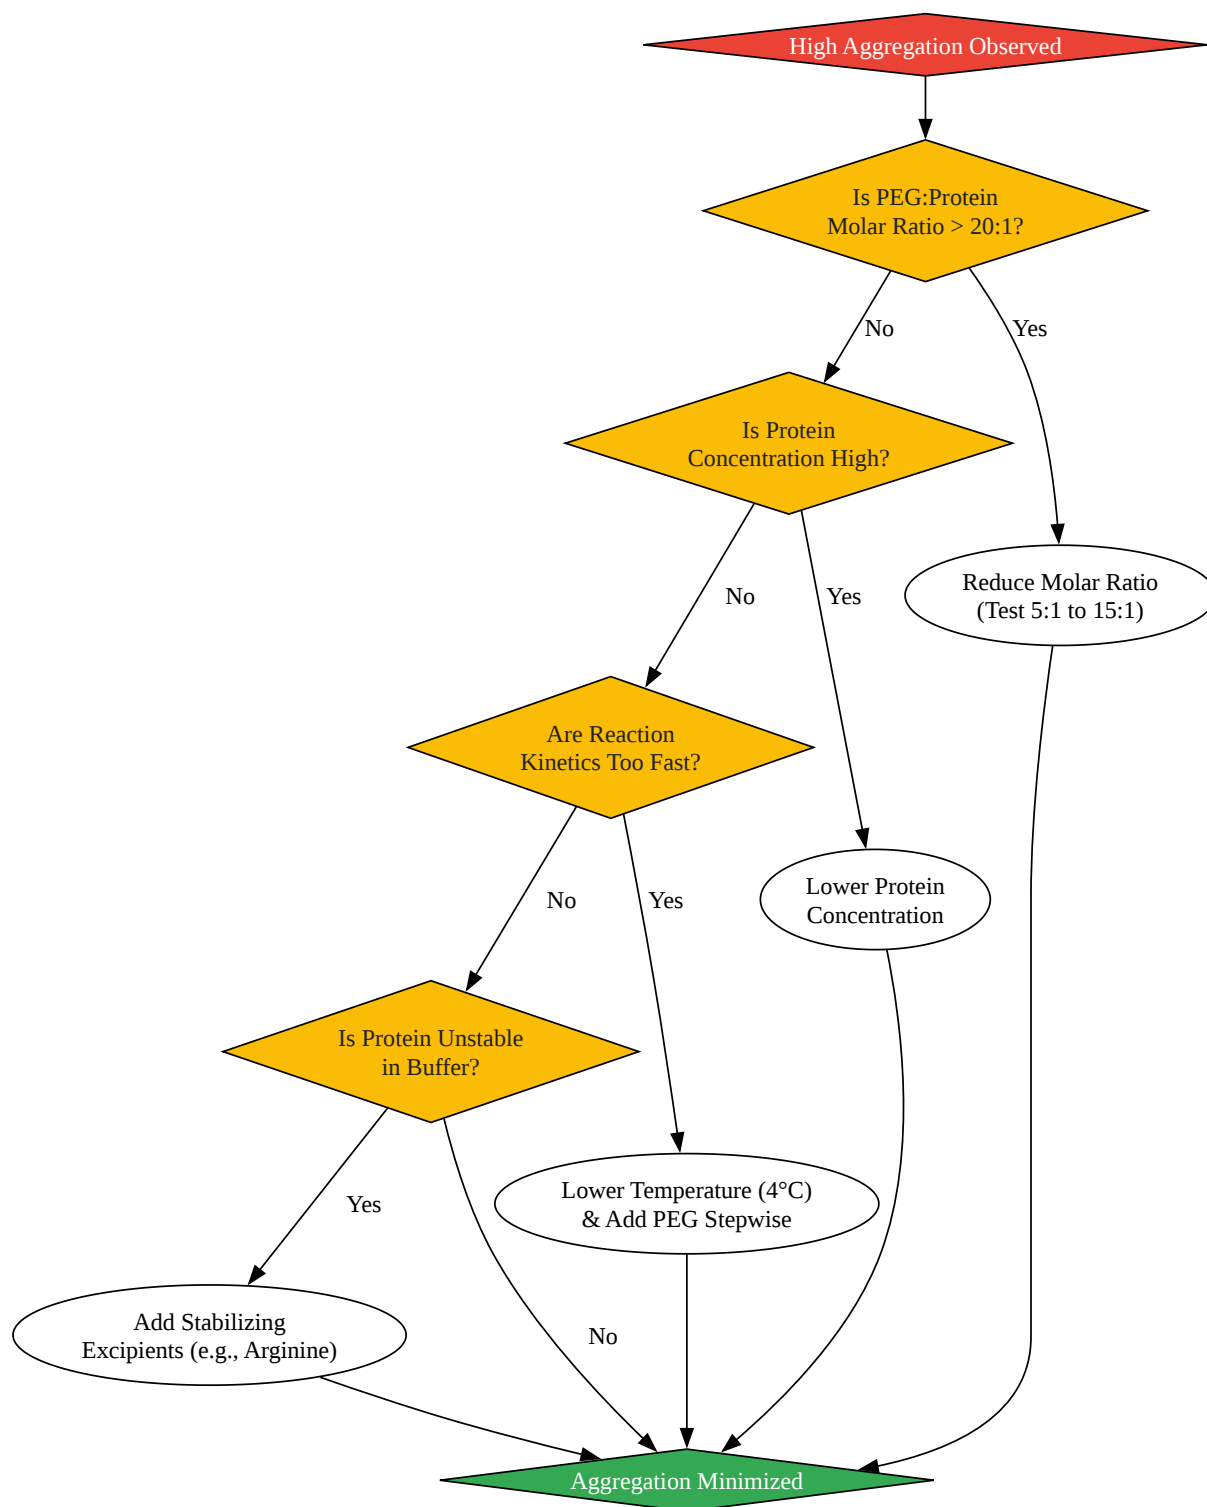 High Aggregation Observed
Is PEG:Protein
Molar Ratio > 20:1?
No
Yes
Is Protein
Concentration High?
Reduce Molar Ratio
(Test 5:1 to 15:1)
No
Yes
Are Reaction
Kinetics Too Fast?
Lower Protein
Concentration
No
Yes
Is Protein Unstable
in Buffer?
Lower Temperature (4°C)
& Add PEG Stepwise
Yes
Add Stabilizing
Excipients (e.g., Arginine)
No
Aggregation Minimized